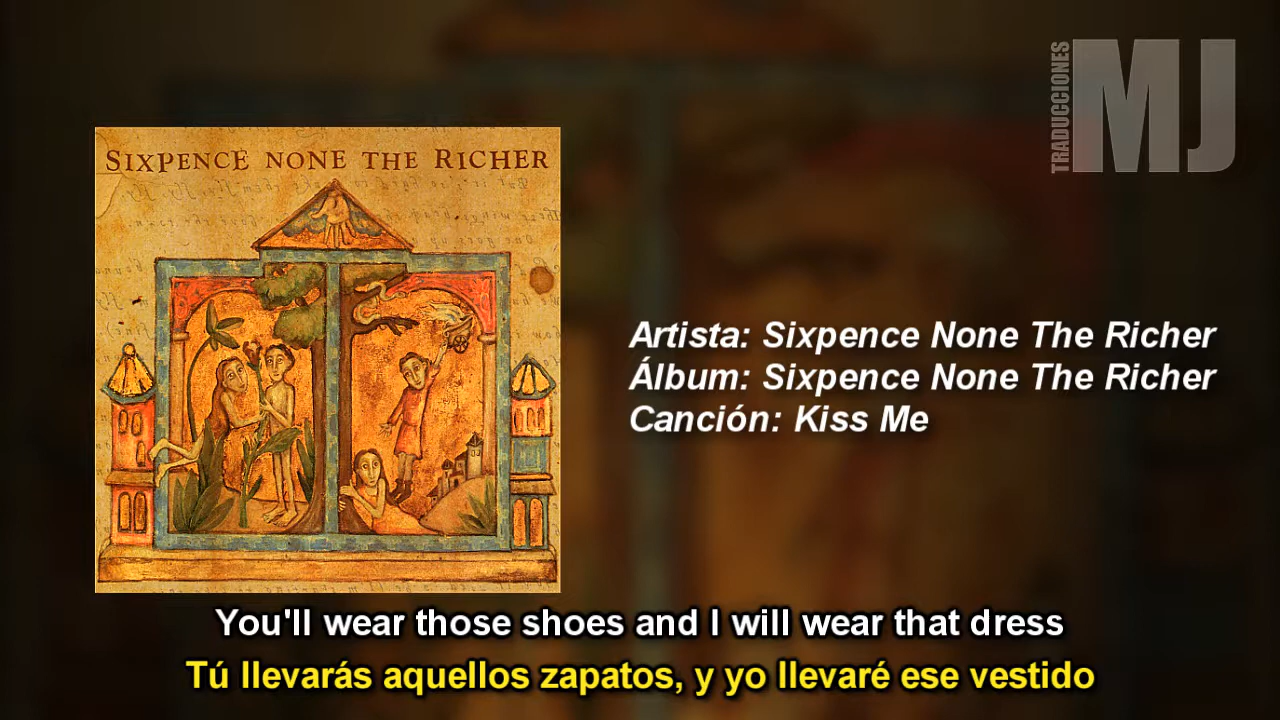 SIXPENCE NONE THE RICHER
TRADUCCIONES
MJ
Artista: Sixpence None The Richer
Álbum: Sixpence None The Richer
Canción: Kiss Me
You'll wear those shoes and I will wear that dress
Tú llevarás aquellos zapatos, y yo llevaré ese vestido